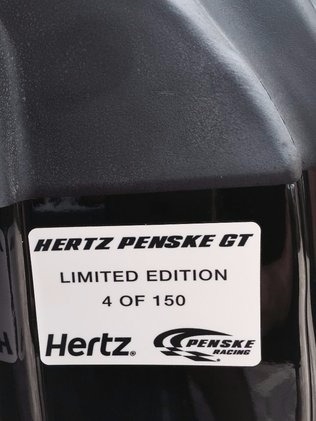 HERTZ PENSKE GT
LIMITED EDITION
4 OF 150
Hertz® PENSKE
RACING®